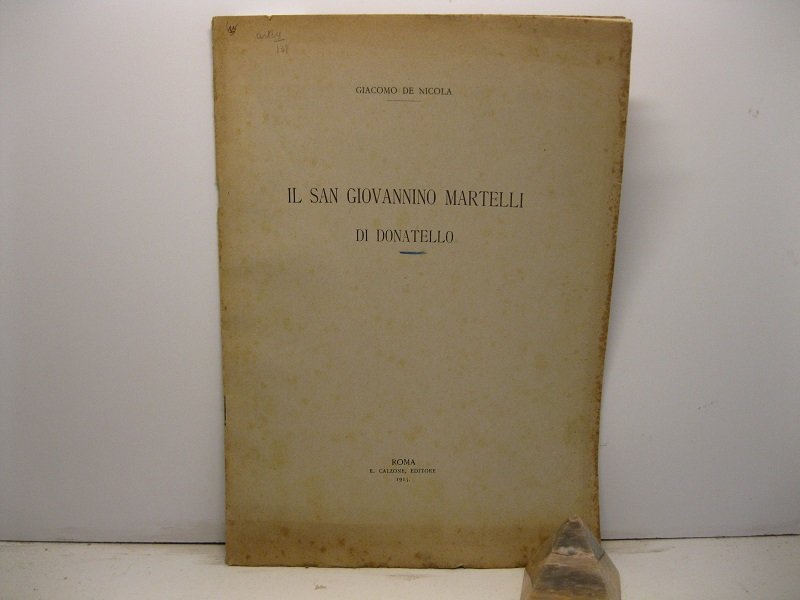 GIACOMO DE NICOLA
IL SAN GIOVANNINO MARTELLI
DI DONATELLO
ROMA
E. CALZONE, EDITORE